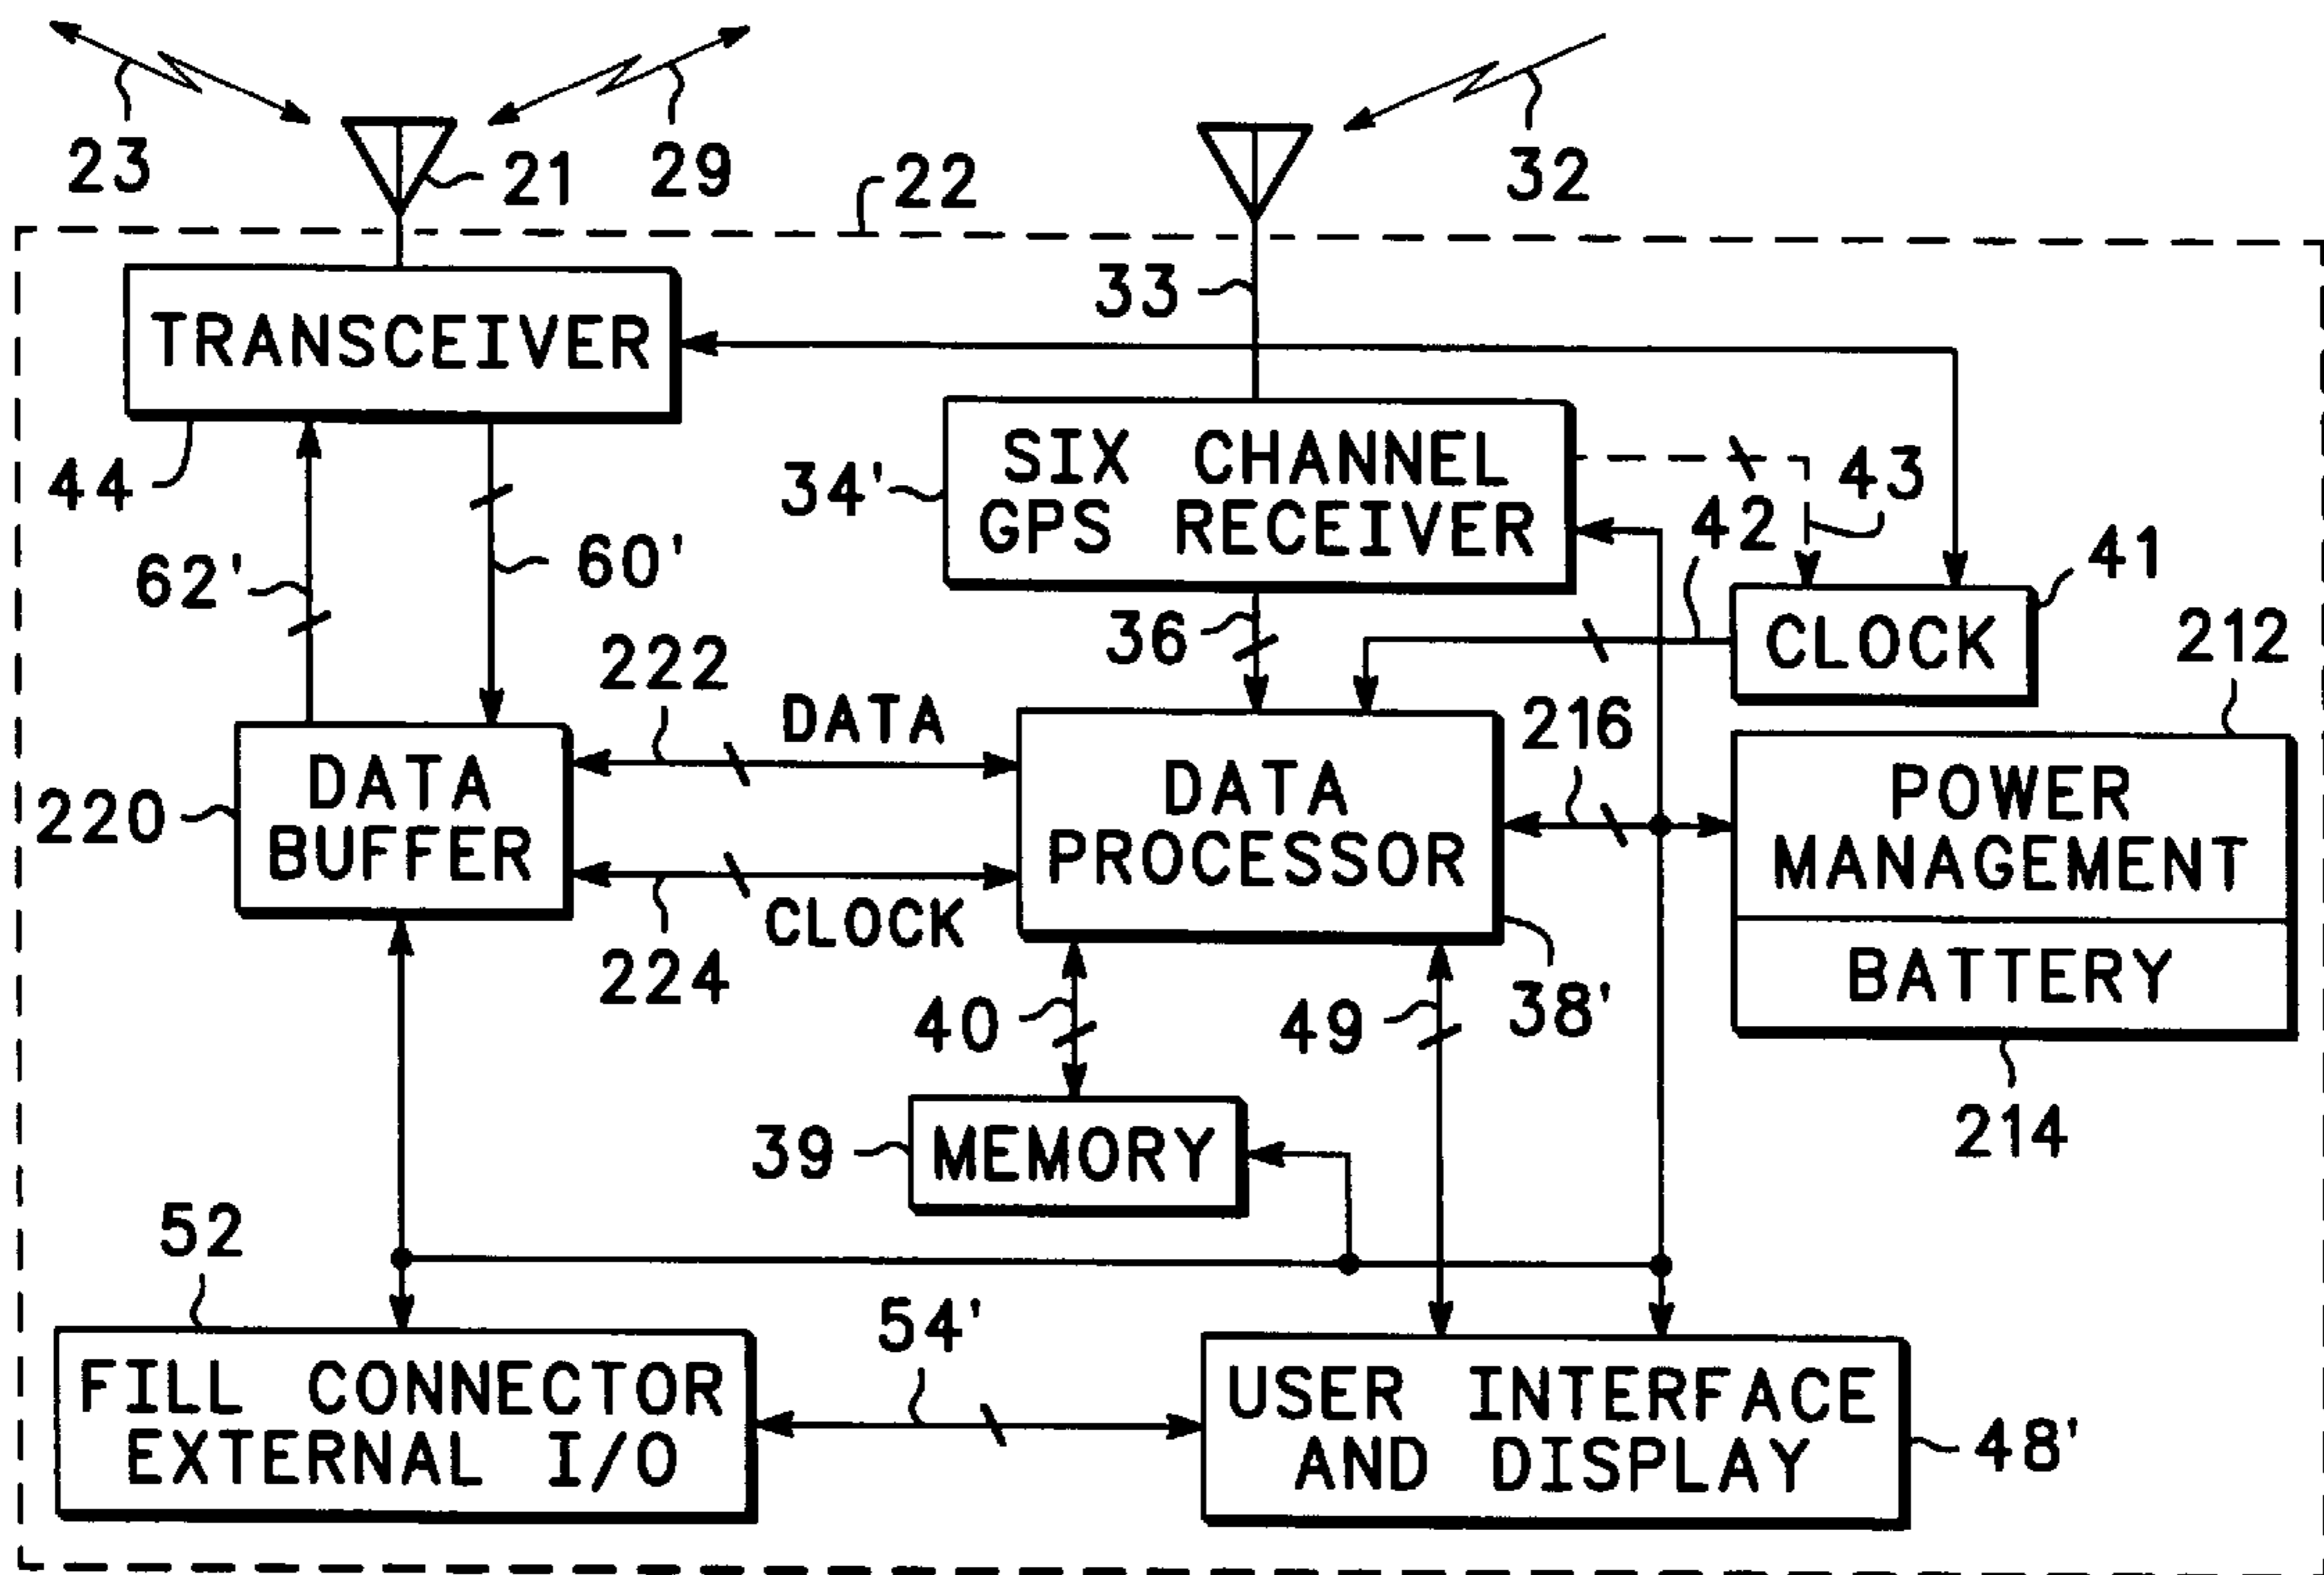 23
21
29
22
32
33
TRANSCEIVER
44
34'
SIX CHANNEL
GPS RECEIVER
43
42
41
62'
60'
36
CLOCK
212
222
DATA
216
220
DATA
BUFFER
DATA
PROCESSOR
POWER
MANAGEMENT
224
CLOCK
BATTERY
40
49
38'
214
39
MEMORY
52
54'
FILL CONNECTOR
EXTERNAL I/O
USER INTERFACE
AND DISPLAY
48'